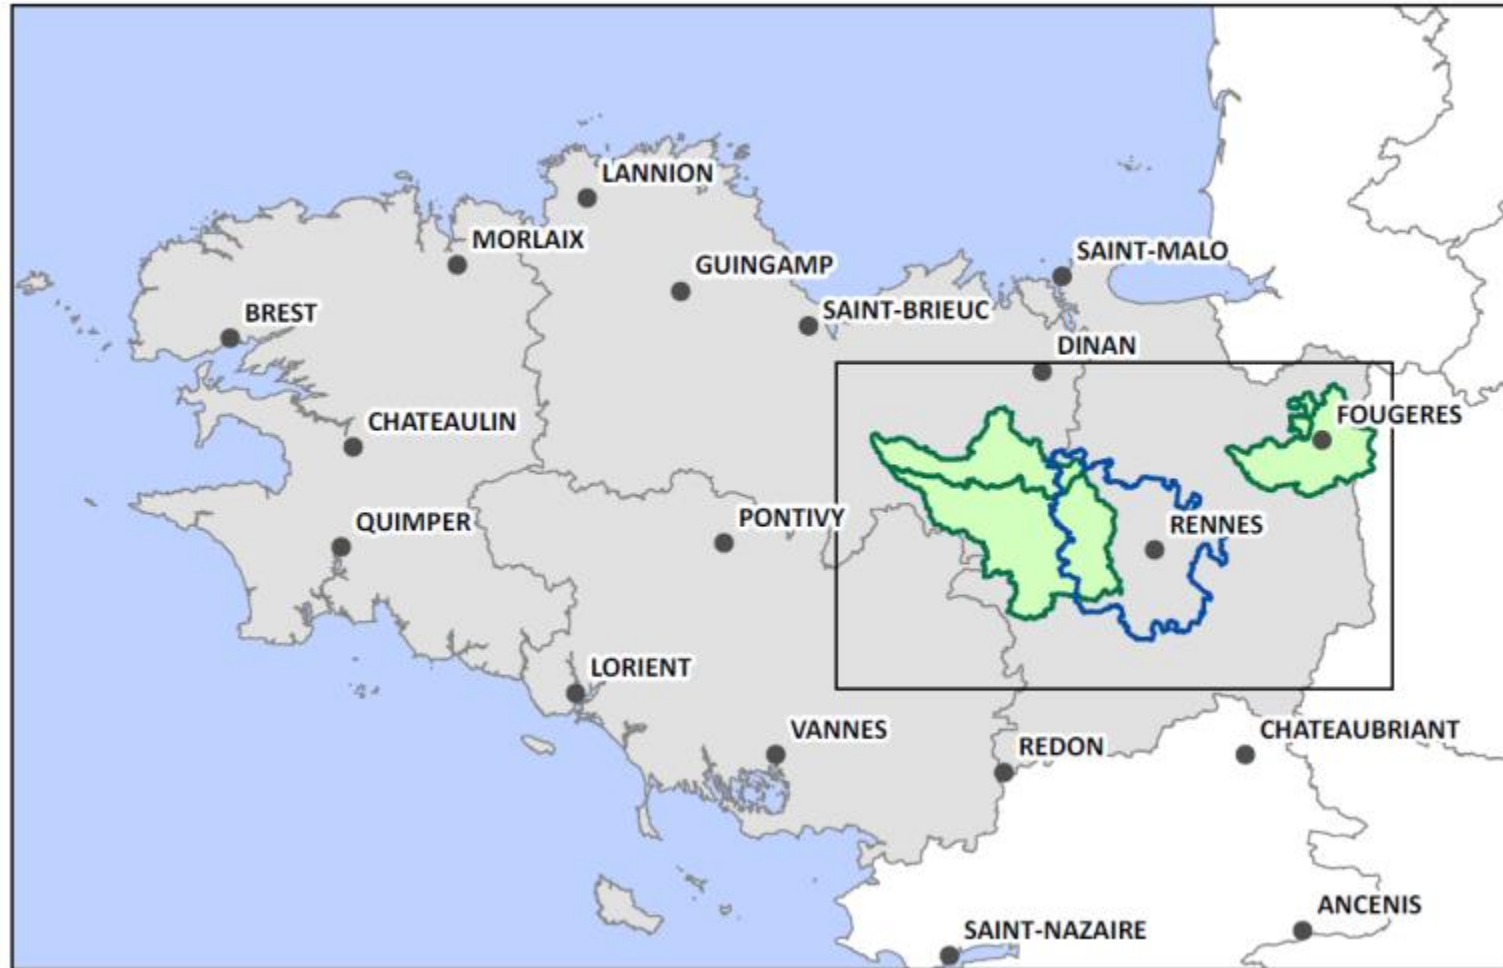 LANNION
MORLAIX
GUINGAMP
SAINT-MALO
BREST
SAINT-BRIEUC
DINAN
CHATEAULIN
FOUGERES
QUIMPER
PONTIVY
RENNES
LORIENT
VANNES
REDON
CHATEAUBRIANT
SAINT-NAZAIRE
ANCENIS